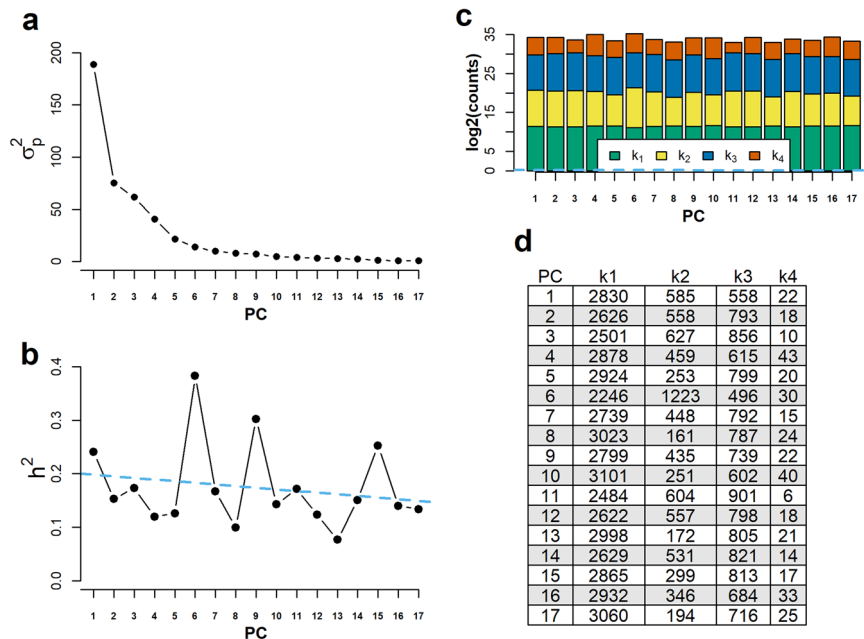 a
200
150
100
50
0
σp²
1 2 3 4 5 6 7 8 9 10 11 12 13 14 15 16 17
PC
b
0.4
0.3
0.2
0.1
0.0
h²
1 2 3 4 5 6 7 8 9 10 11 12 13 14 15 16 17
PC
c
35
25
15
5
0
log2(counts)
k₁ k₂ k₃ k₄
1 2 3 4 5 6 7 8 9 10 11 12 13 14 15 16 17
PC
d
PC k1 k2 k3 k4
1 2830 585 558 22
2 2626 558 793 18
3 2501 627 856 10
4 2878 459 615 43
5 2924 253 799 20
6 2246 1223 496 30
7 2739 448 792 15
8 3023 161 787 24
9 2799 435 739 22
10 3101 251 602 40
11 2484 604 901 6
12 2622 557 798 18
13 2998 172 805 21
14 2629 531 821 14
15 2865 299 813 17
16 2932 346 684 33
17 3060 194 716 25